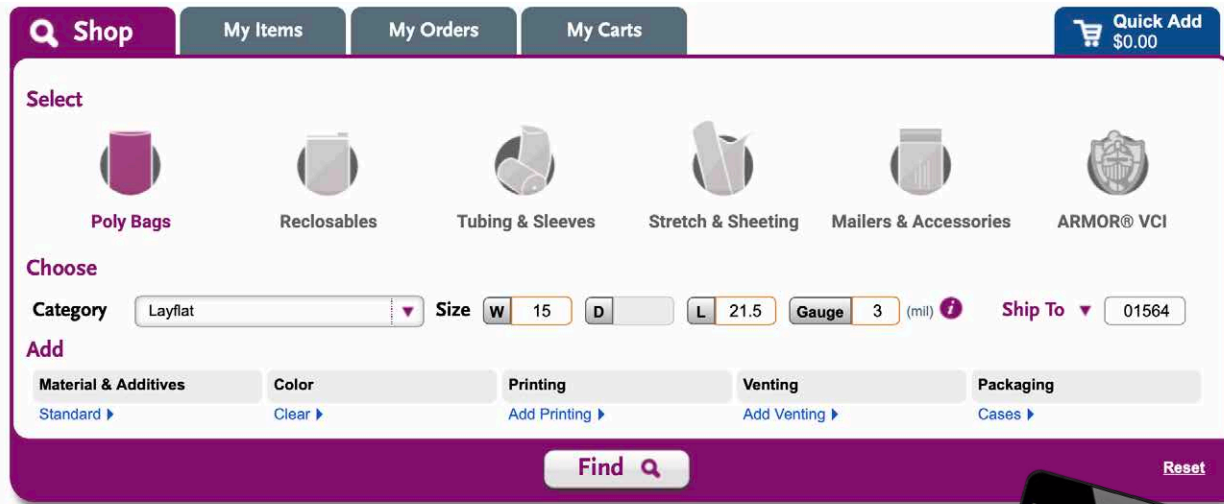 Shop
My Items
My Orders
My Carts
Quick Add
$0.00
Select
Poly Bags
Reclosables
Tubing & Sleeves
Stretch & Sheeting
Mailers & Accessories
ARMOR® VCI
Choose
Category Layflat Size W 15 D L 21.5 Gauge 3 (mil) i Ship To 01564
Add
Material & Additives Color Printing Venting Packaging
Standard Clear Add Printing Add Venting Cases
Find
Reset